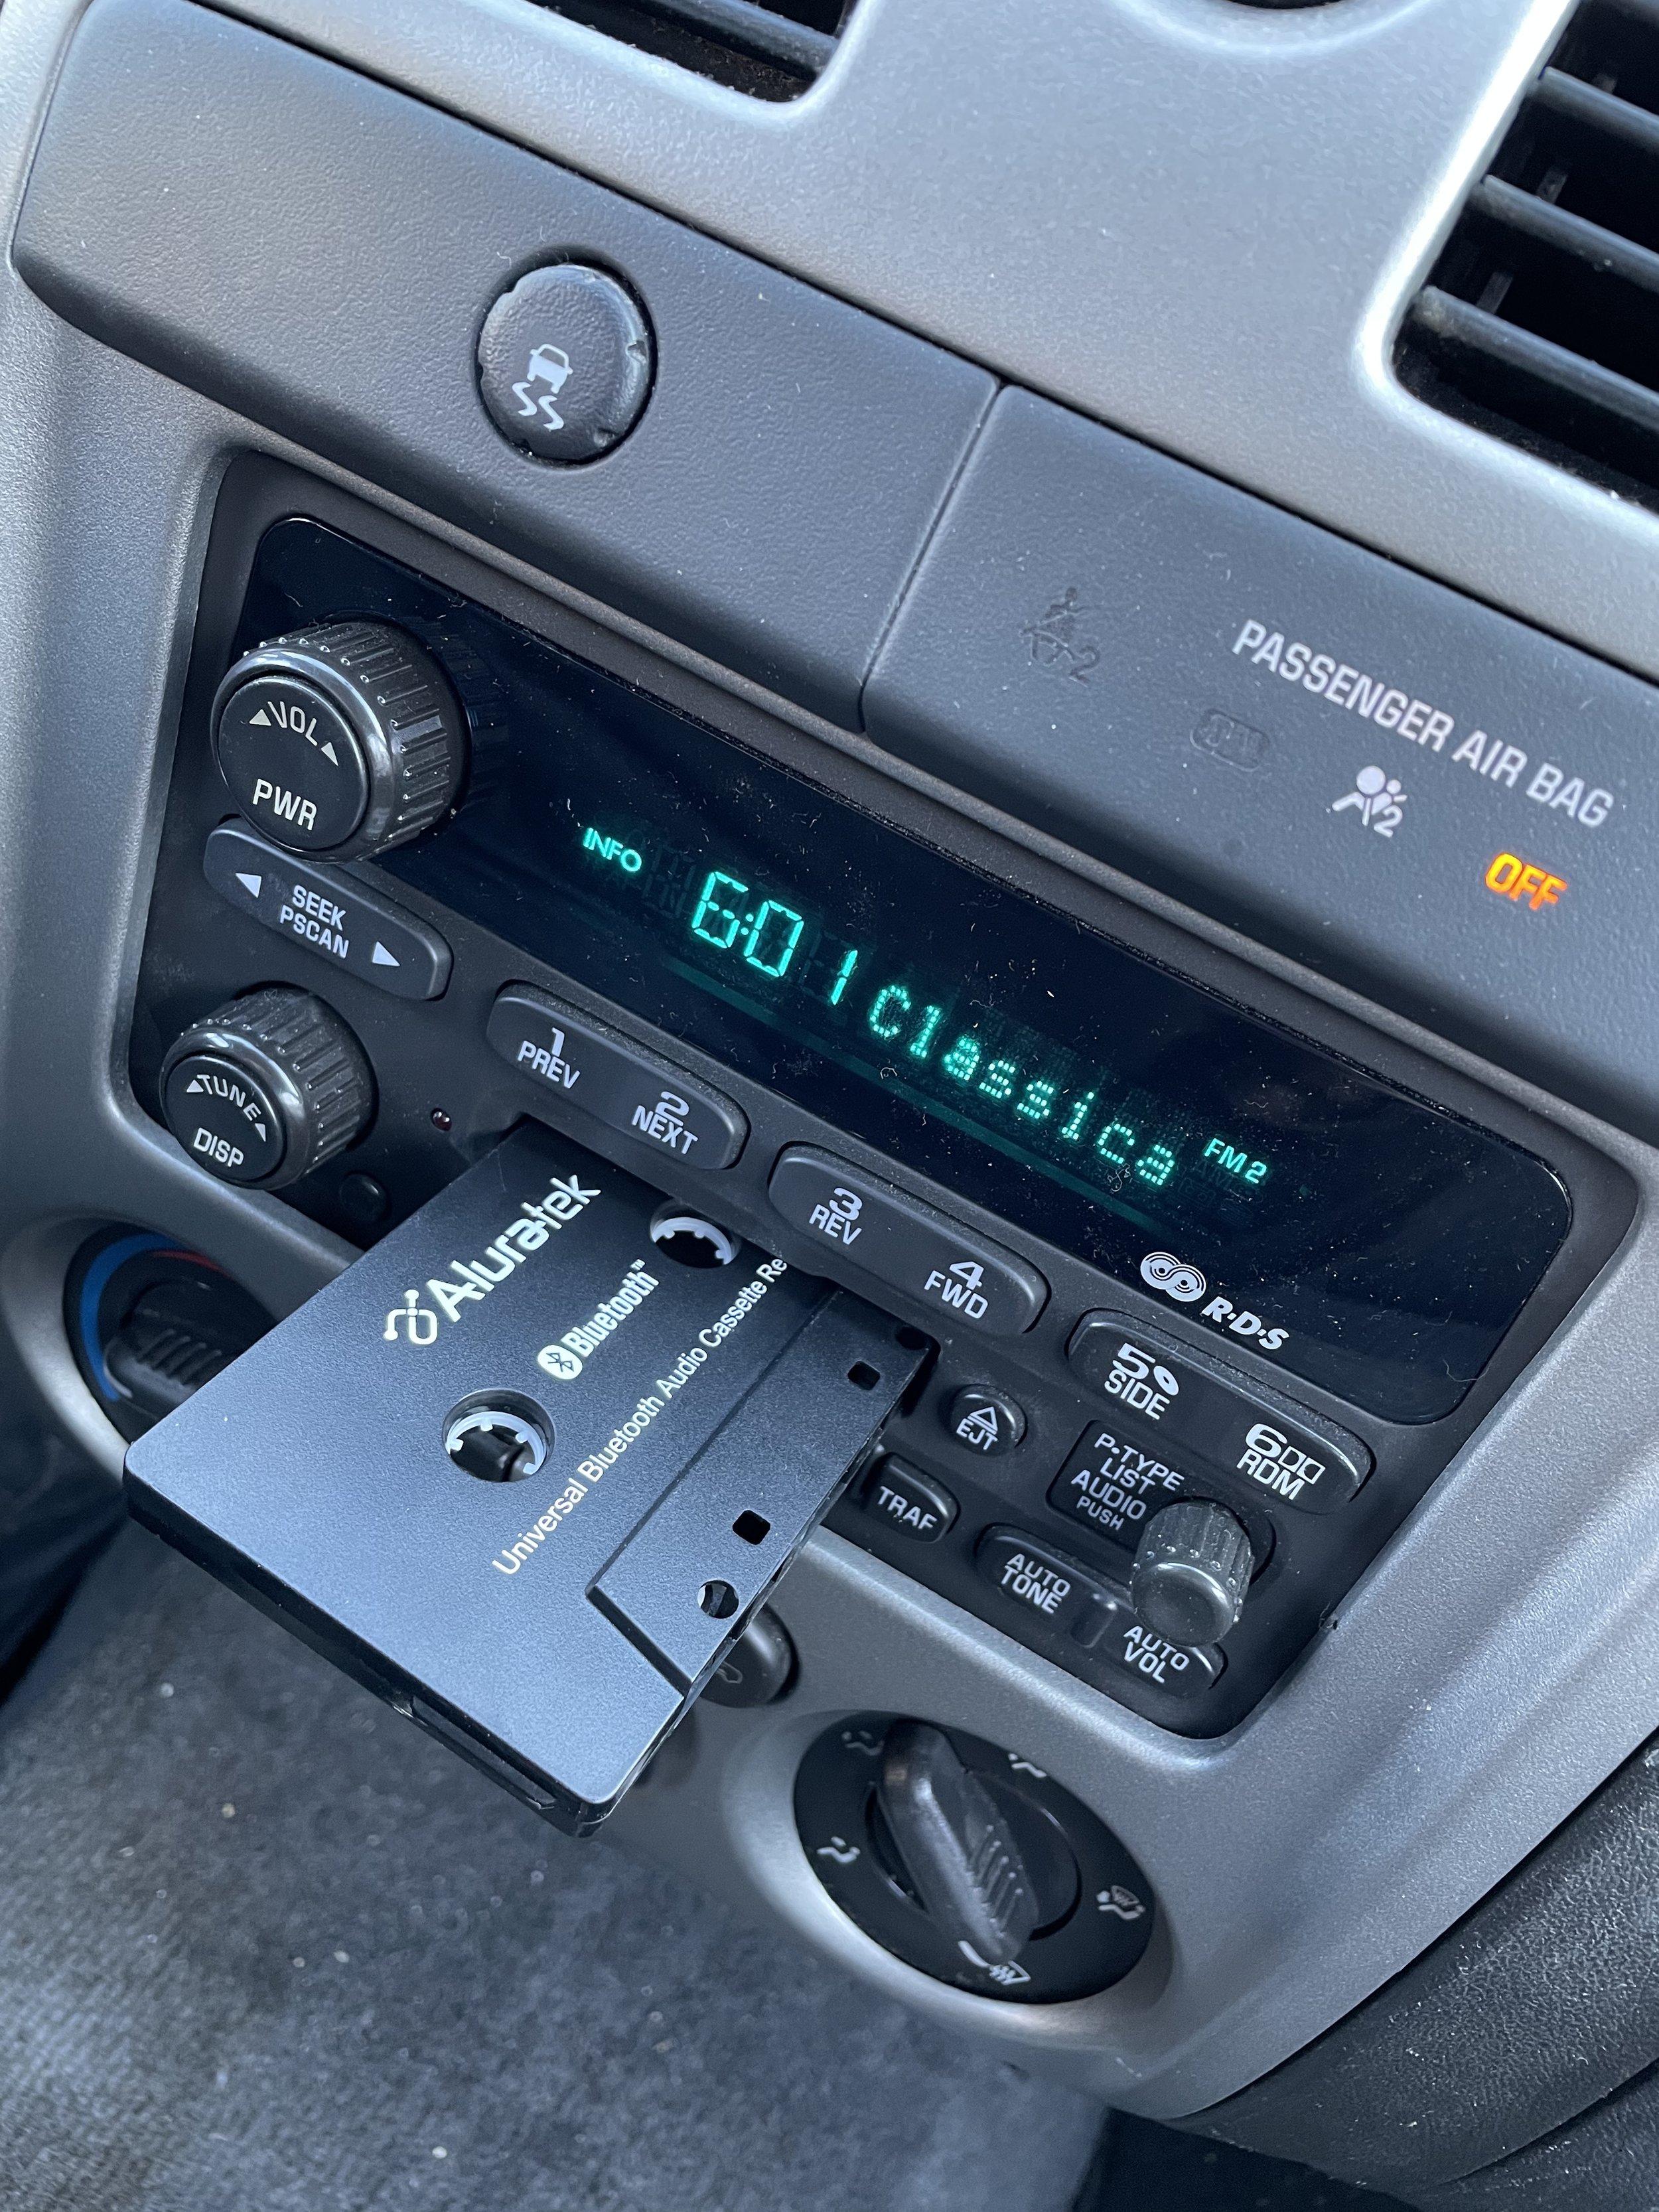 PASSENGER AIR BAG
2
2
OFF
VOL
PWR
INFO
6:01 Classica FM2
SEEK
PSCAN
TUNE
DISP
1
PREV
2
NEXT
3
REV
4
FWD
R·D·S
5
SIDE
6
RDM
EJT
P-TYPE
LIST
AUDIO
PUSH
TRAF
AUTO
TONE
AUTO
VOL
Aluratek
Bluetooth™
Universal Bluetooth Audio Cassette Re